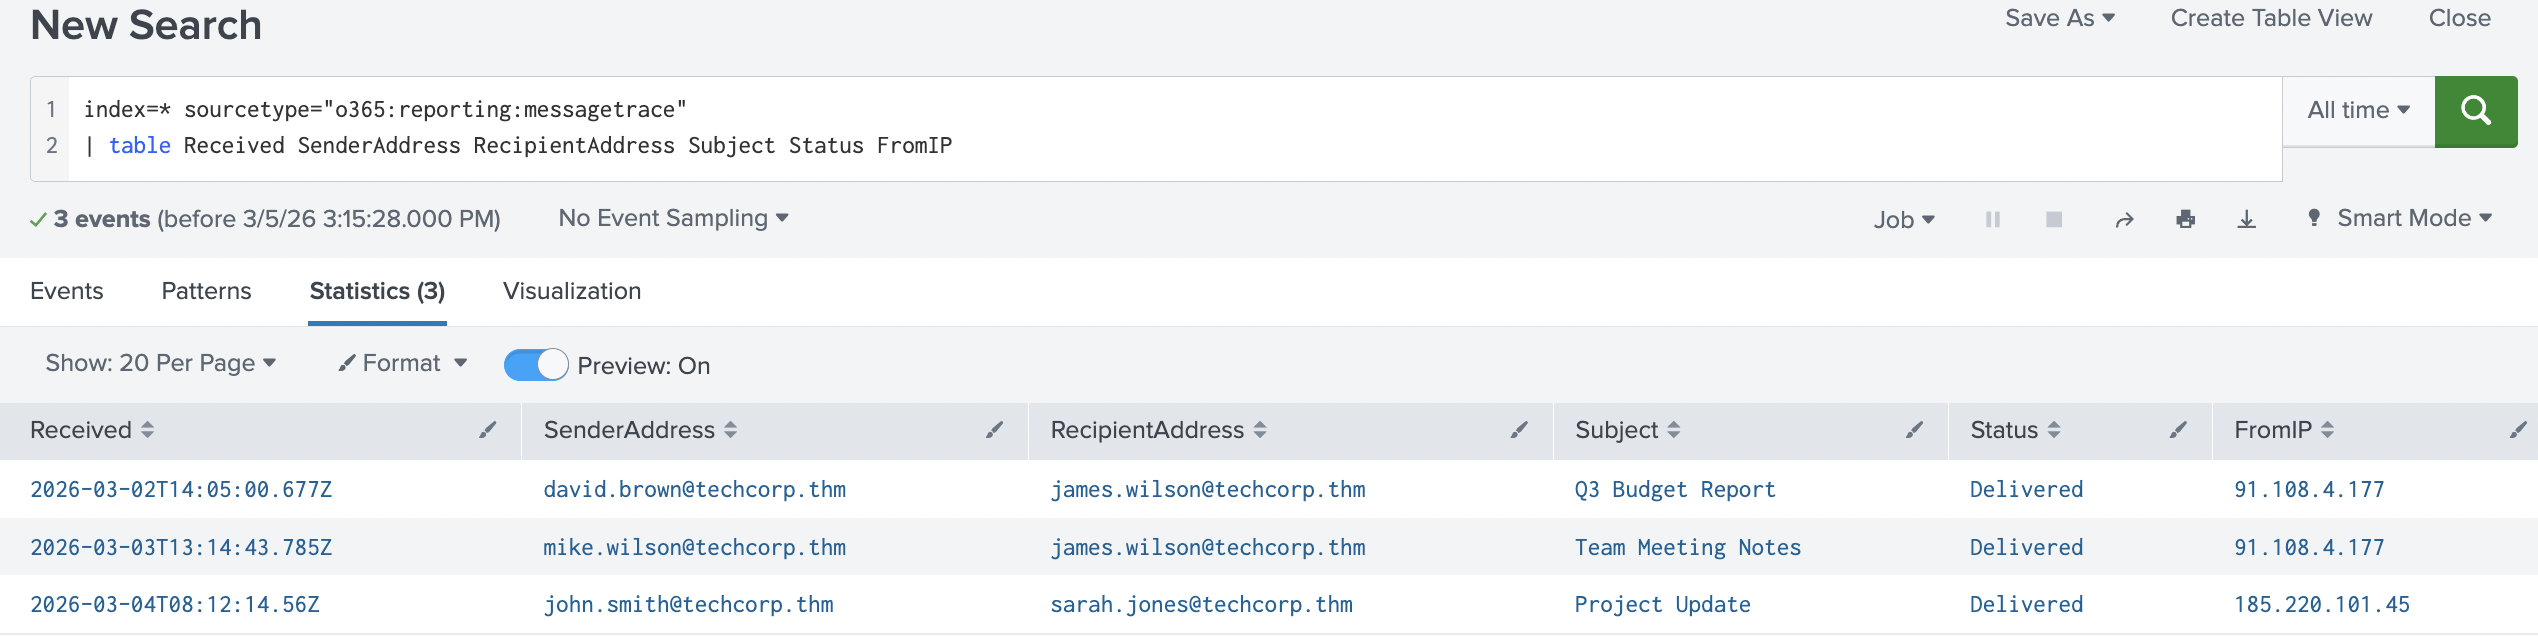 New Search
Save As Create Table View Close
1 index=* sourcetype="o365:reporting:messagetrace"
2 | table Received SenderAddress RecipientAddress Subject Status FromIP
All time
3 events (before 3/5/26 3:15:28.000 PM) No Event Sampling Job Smart Mode
Events Patterns Statistics (3) Visualization
Show: 20 Per Page Format Preview: On
Received SenderAddress RecipientAddress Subject Status FromIP
2026-03-02T14:05:00.677Z david.brown@techcorp.thm james.wilson@techcorp.thm Q3 Budget Report Delivered 91.108.4.177
2026-03-03T13:14:43.785Z mike.wilson@techcorp.thm james.wilson@techcorp.thm Team Meeting Notes Delivered 91.108.4.177
2026-03-04T08:12:14.56Z john.smith@techcorp.thm sarah.jones@techcorp.thm Project Update Delivered 185.220.101.45